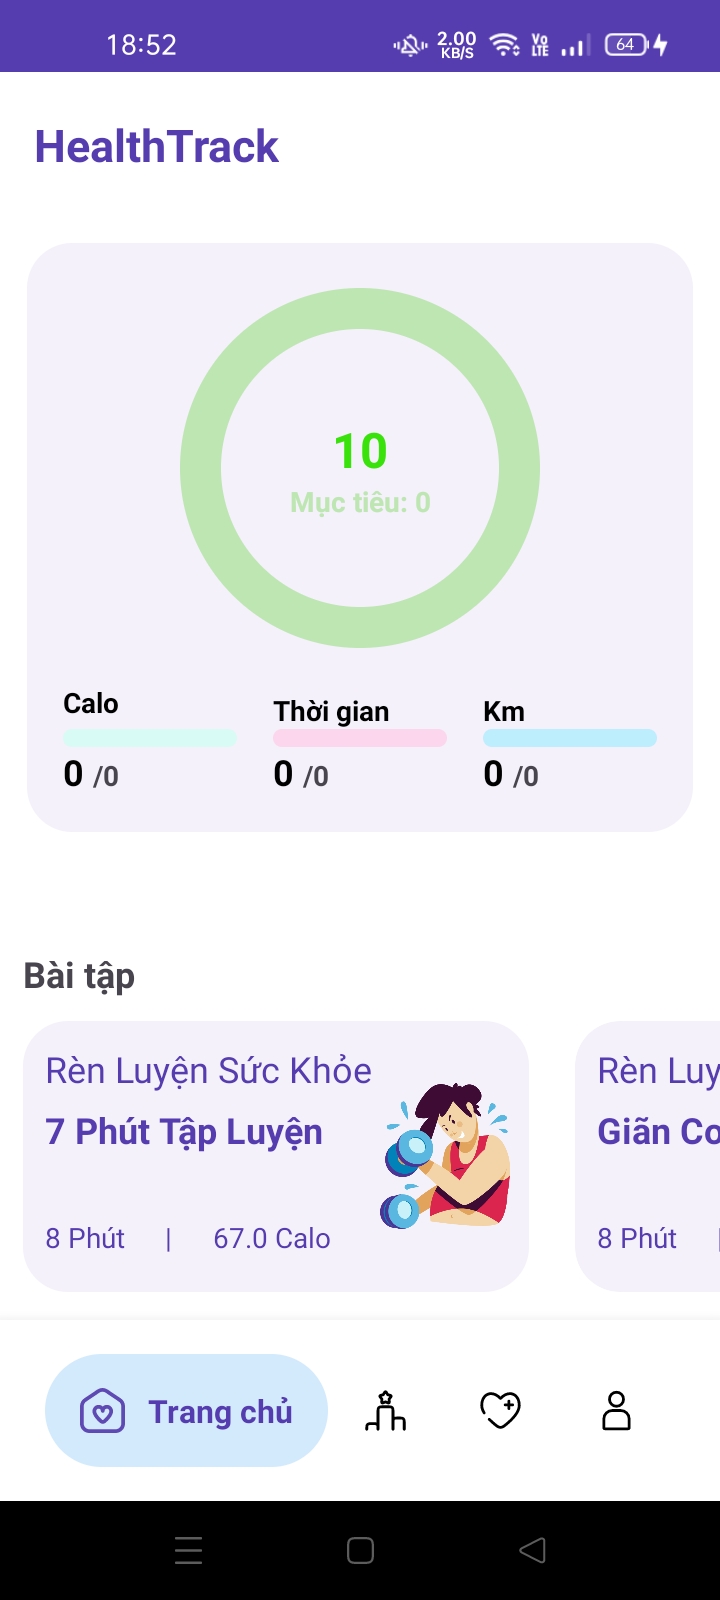 18:52
2.00
KB/S
VO
LTE
64
HealthTrack
10
Mục tiêu: 0
Calo
Thời gian
Km
0 /0
0 /0
0 /0
Bài tập
Rèn Luyện Sức Khỏe
7 Phút Tập Luyện
8 Phút | 67.0 Calo
Rèn Luy
Giãn Co
8 Phút
Trang chủ